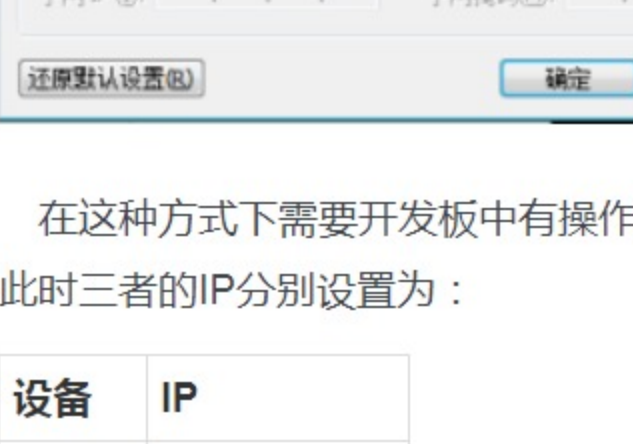 还原默认设置(R)
确定
在这种方式下需要开发板中有操作
此时三者的IP分别设置为：
设备
IP